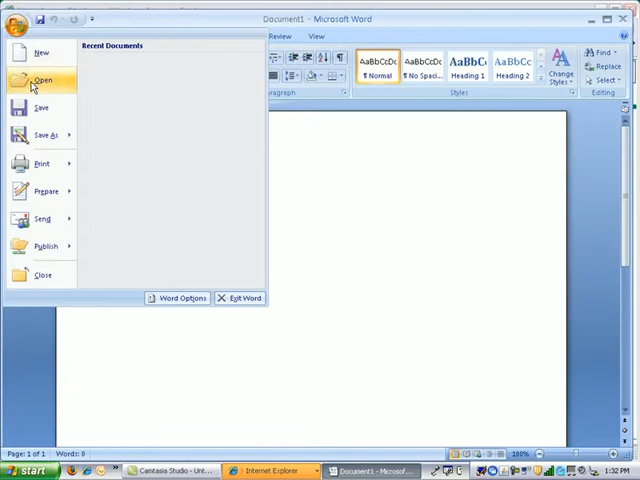 Document1 - Microsoft Word
Review View
New
Open
Save
Save As
Print
Prepare
Send
Publish
Close
Recent Documents
Word Options
Exit Word
aragraph
AaBbCcDc
¶ Normal
AaBbCcDc
¶ No Spaci...
AaBbCc
Heading 1
AaBbCc
Heading 2
Change
Styles
Styles
Find
Replace
Select
Editing
Page: 1 of 1
Words: 0
100%
start
Camtasia Studio - Unt...
Internet Explorer
Document1 - Microsof...
1:32 PM